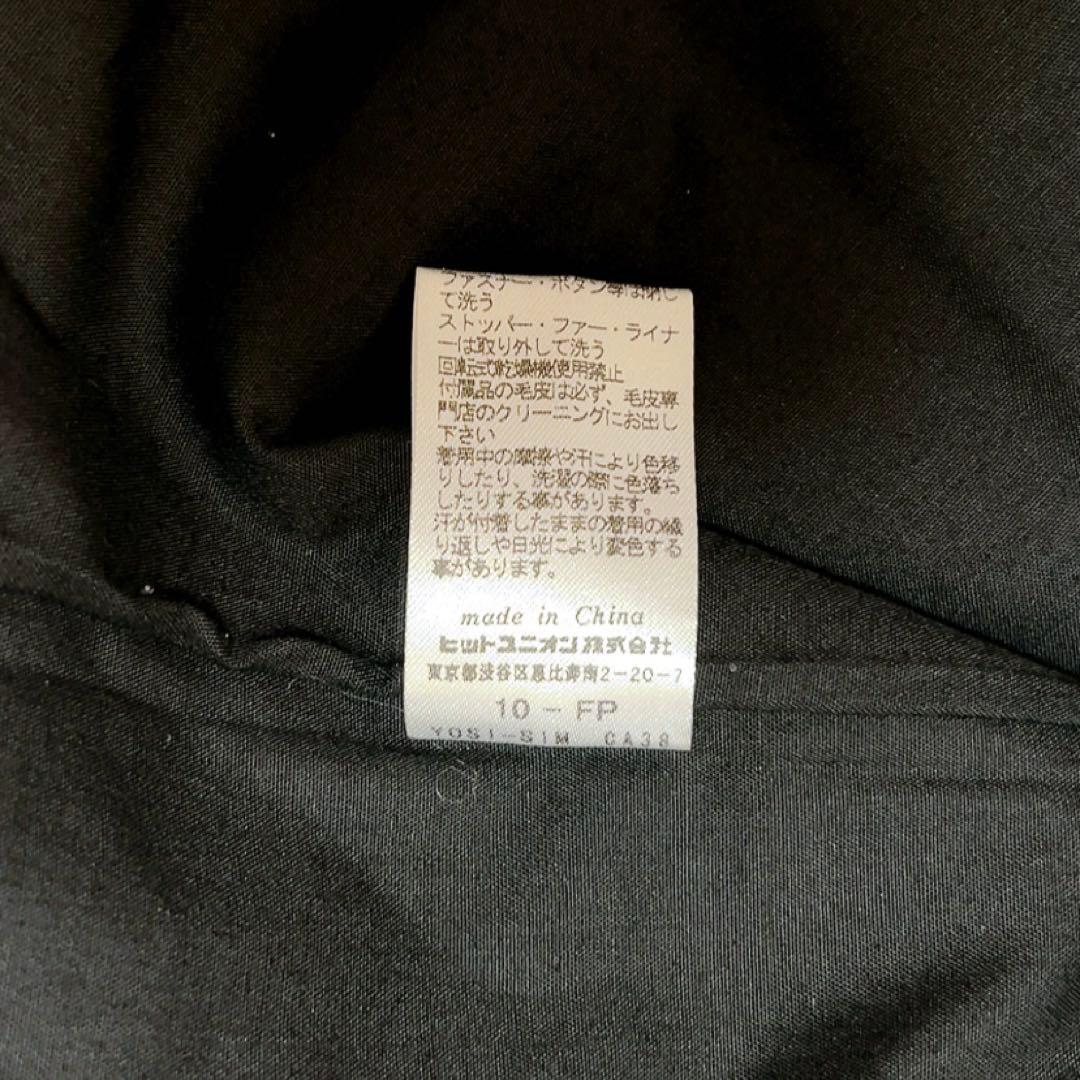 ファスナー・ボタン等は閉じ
て洗う
ストッパー・ファー・ライナ
ーは取り外して洗う
回転式乾燥機使用禁止
付属品の毛皮は必ず、毛皮専
門店のクリーニングにお出し
下さい
着用中の摩擦や汗により色移
りしたり、洗濯の際に色落ち
したりする事があります。
汗が付着したままの着用の繰
り返しや日光により変色する
事があります。
made in China
ヒットユニオン株式会社
東京都渋谷区恵比寿南2-20-7
10 - FP
YOSI-SIM CA38